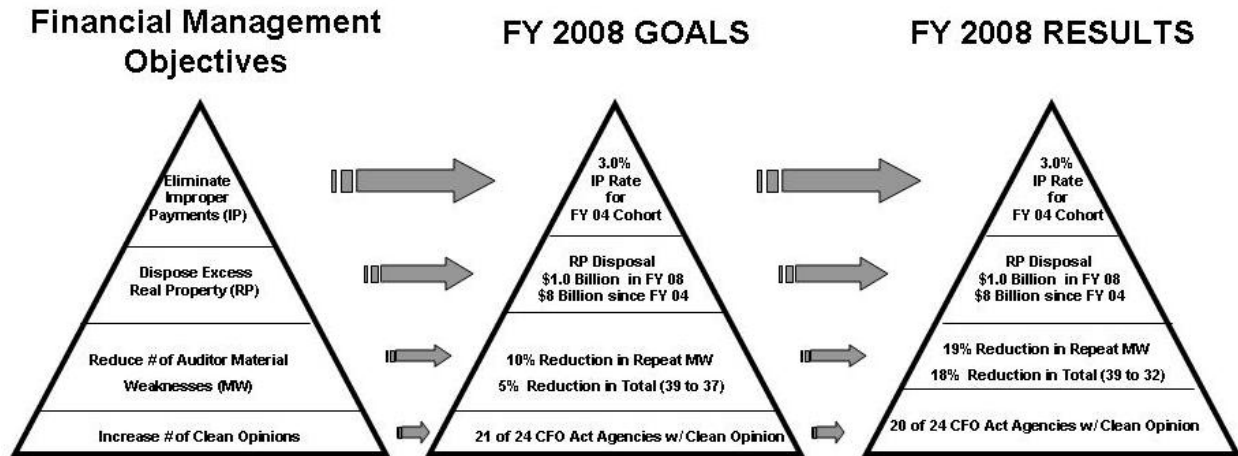 Financial Management
Objectives
Eliminate
Improper
Payments (IP)
Dispose Excess
Real Property (RP)
Reduce # of Auditor Material
Weaknesses (MW)
Increase # of Clean Opinions
FY 2008 GOALS
3.0%
IP Rate
for
FY 04 Cohort
RP Disposal
$1.0 Billion in FY 08
$8 Billion since FY 04
10% Reduction in Repeat MW
5% Reduction in Total (39 to 37)
21 of 24 CFO Act Agencies w/ Clean Opinion
FY 2008 RESULTS
3.0%
IP Rate
for
FY 04 Cohort
RP Disposal
$1.0 Billion in FY 08
$8 Billion since FY 04
19% Reduction in Repeat MW
18% Reduction in Total (39 to 32)
20 of 24 CFO Act Agencies w/ Clean Opinion